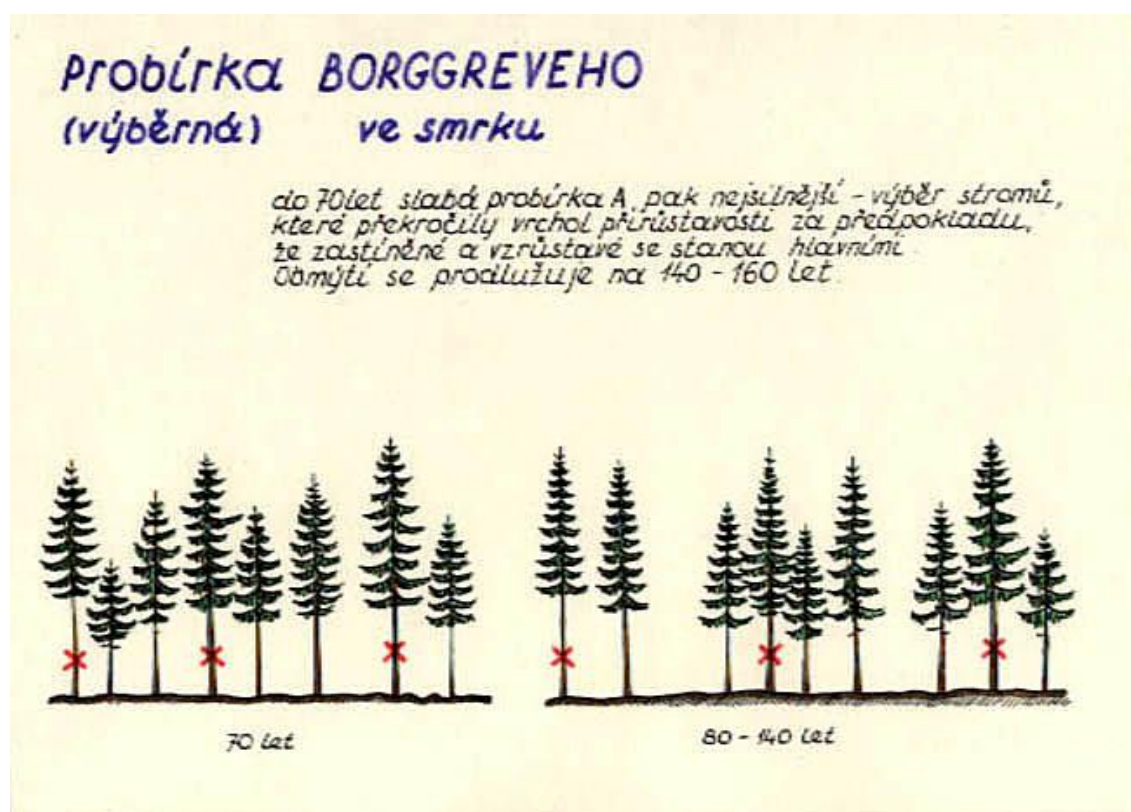 Probírka BORGGREVEHO
(výběrná) ve smrku
do 70let slabá probírka A, pak nejsilnější - výběr stromů,
které překročily vrchol přirůstavosti za předpokladu,
že zastíněné a vzrůstavé se stanou hlavními.
Obmýtí se prodlužuje na 140 - 160 let.
70 let
80 - 140 let